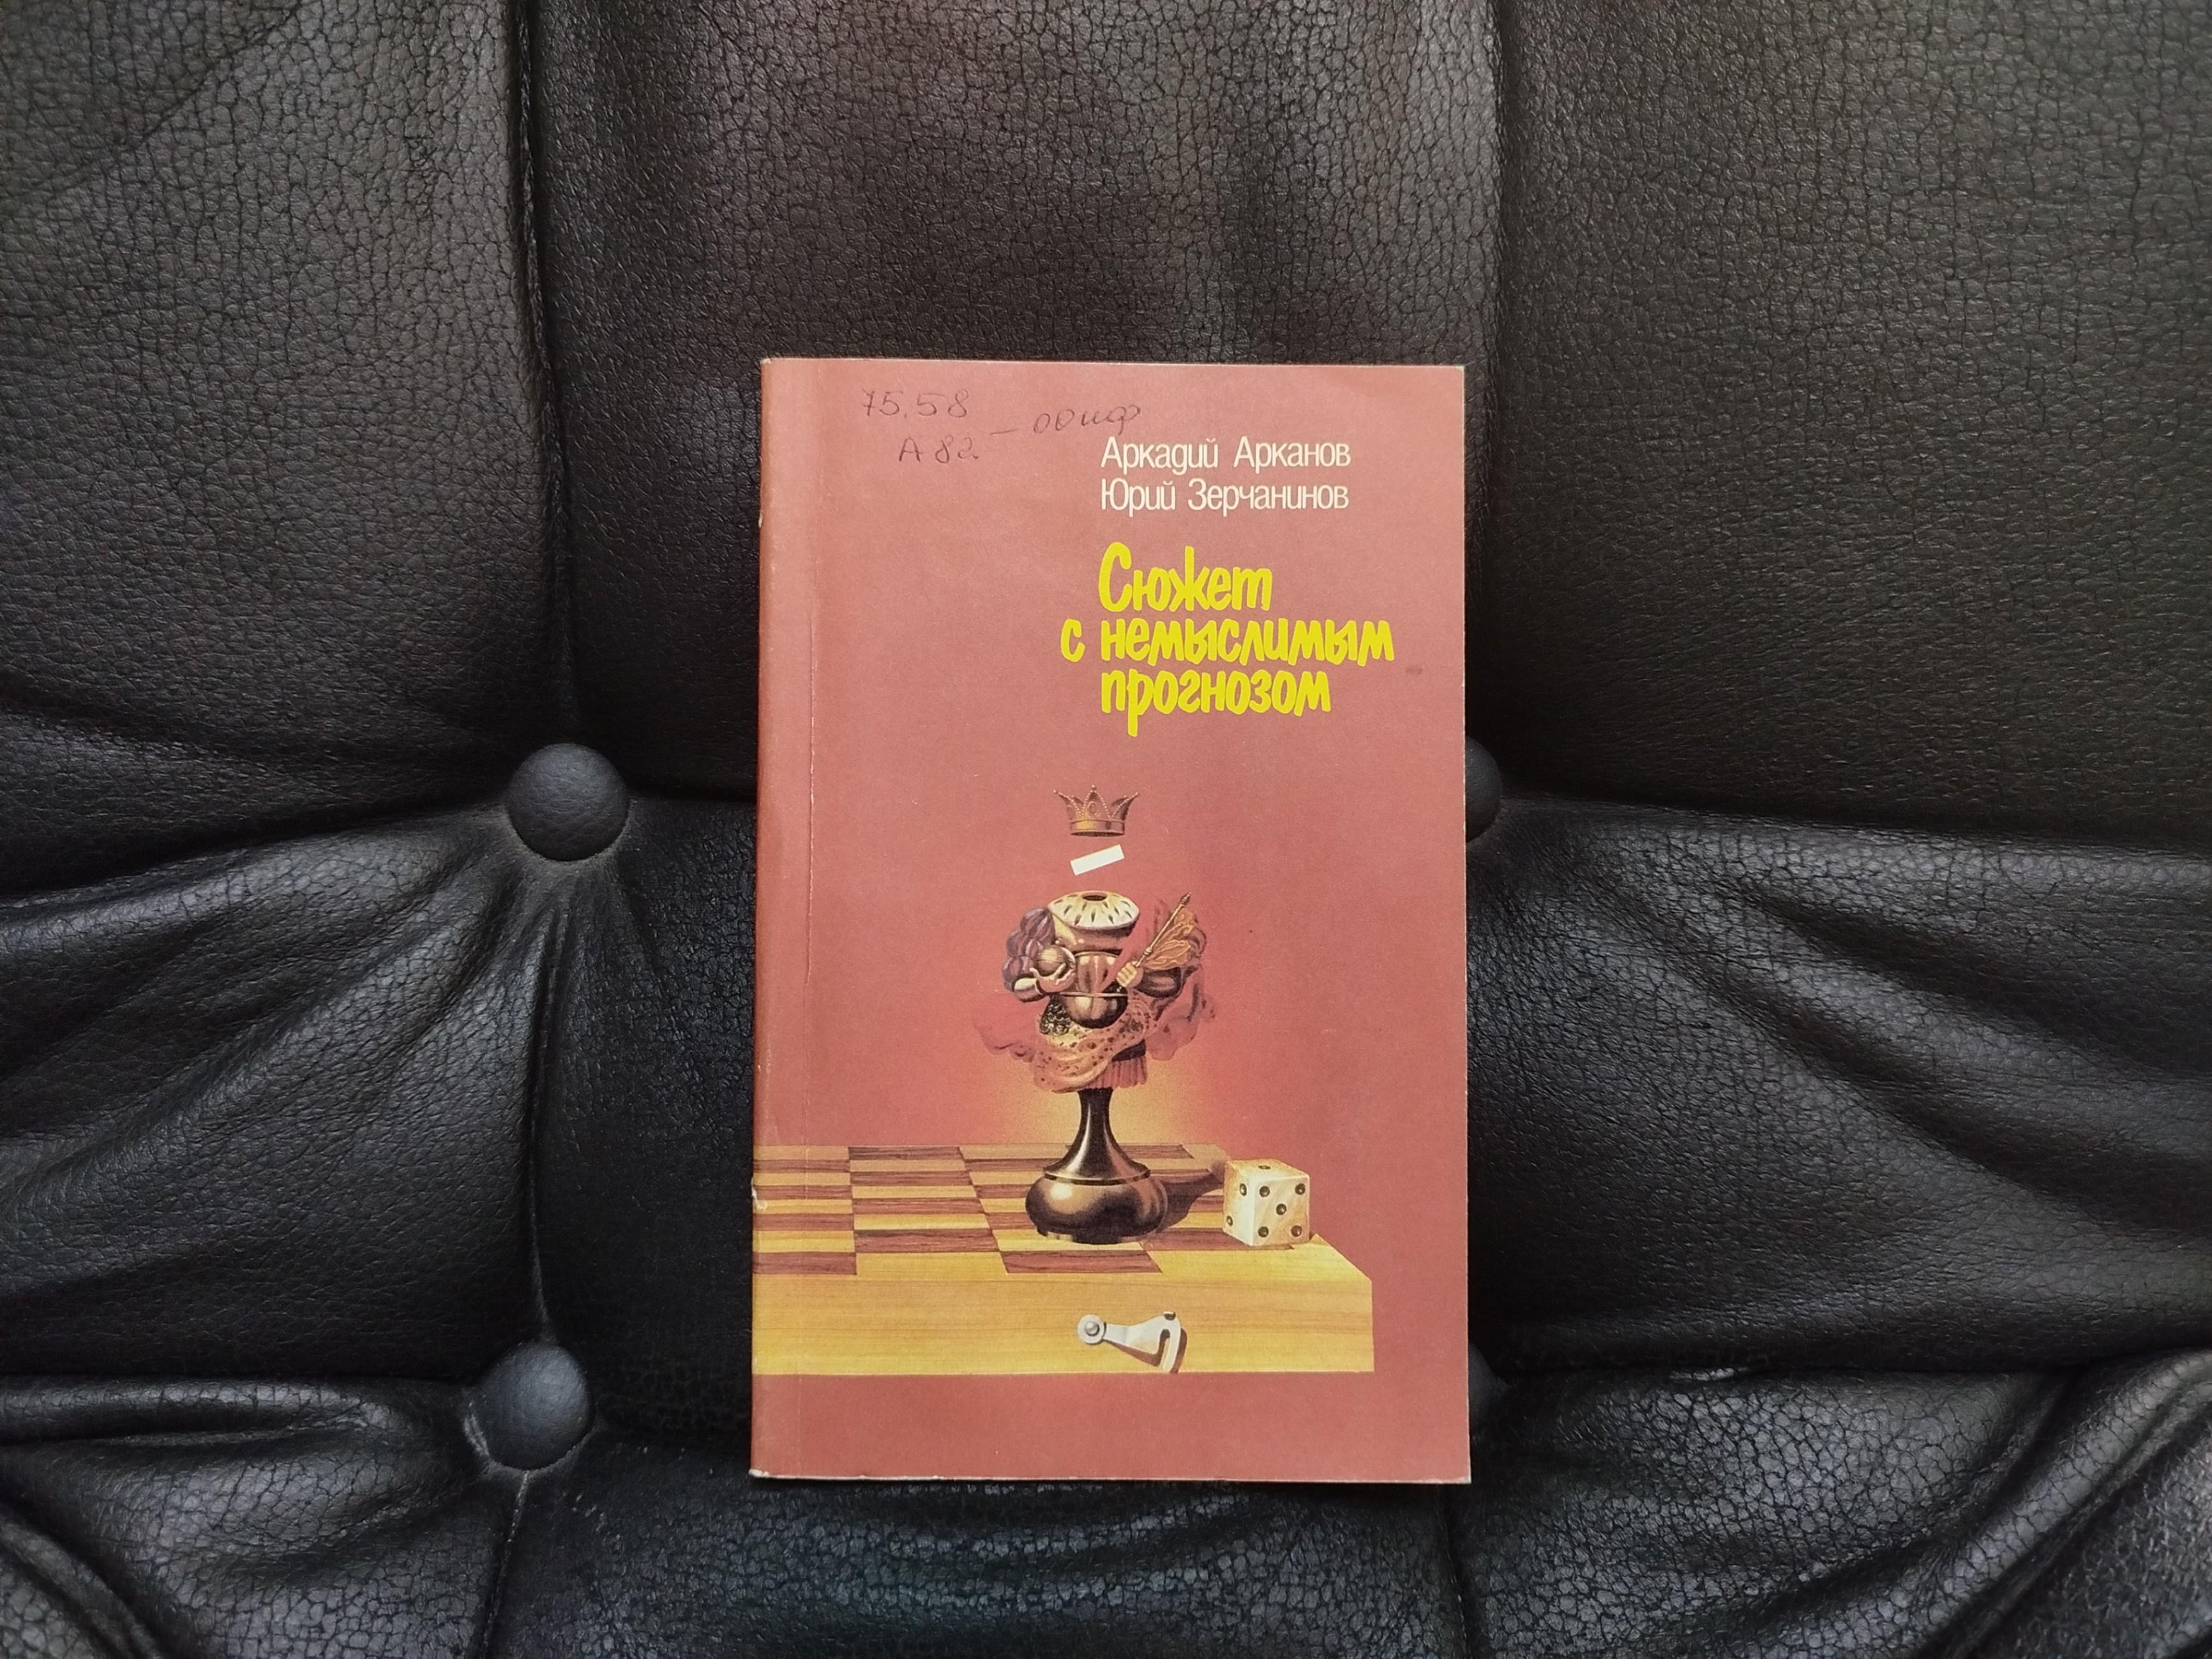 75.58
А 82 –
Аркадий Арканов
Юрий Зерчанинов
Сюжет
с немыслимым
прогнозом